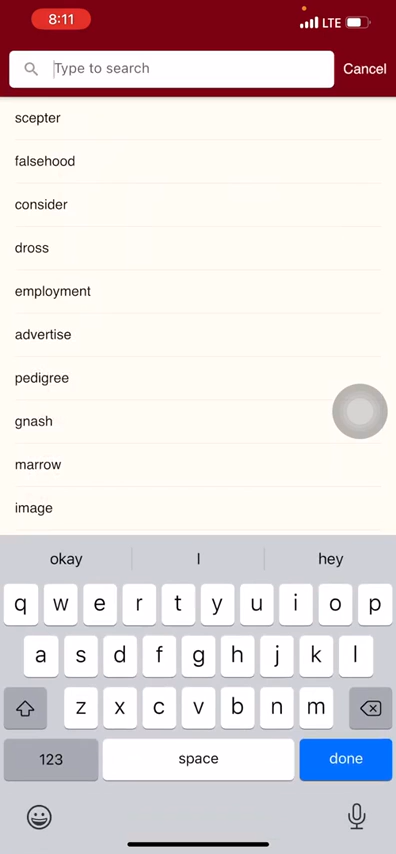 8:11
LTE
Type to search
Cancel
scepter
falsehood
consider
dross
employment
advertise
pedigree
gnash
marrow
image
okay I hey
q w e r t y u i o p
a s d f g h j k l
z x c v b n m
123 space done